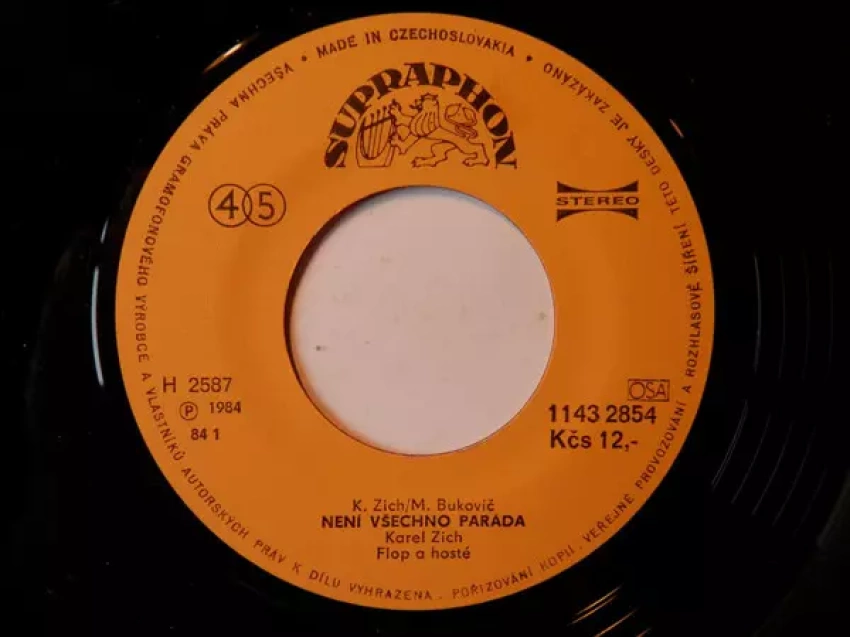 • MADE IN CZECHOSLOVAKIA •
SUPRAPHON
45
STEREO
H 2587
Ⓟ 1984
84 1
OSA
1143 2854
Kčs 12,-
K. Zich/M. Bukovič
NENÍ VŠECHNO PARÁDA
Karel Zich
Flop a hosté
VŠECHNA PRÁVA GRAMOFONOVÉHO VÝROBCE A VLASTNÍKŮ AUTORSKÝCH PRÁV K DÍLU VYHRAZENA. POŘIZOVÁNÍ KOPIÍ. VEŘEJNÉ PROVOZOVÁNÍ A ROZHLASOVÉ ŠÍŘENÍ TÉTO DESKY JE ZAKÁZÁNO